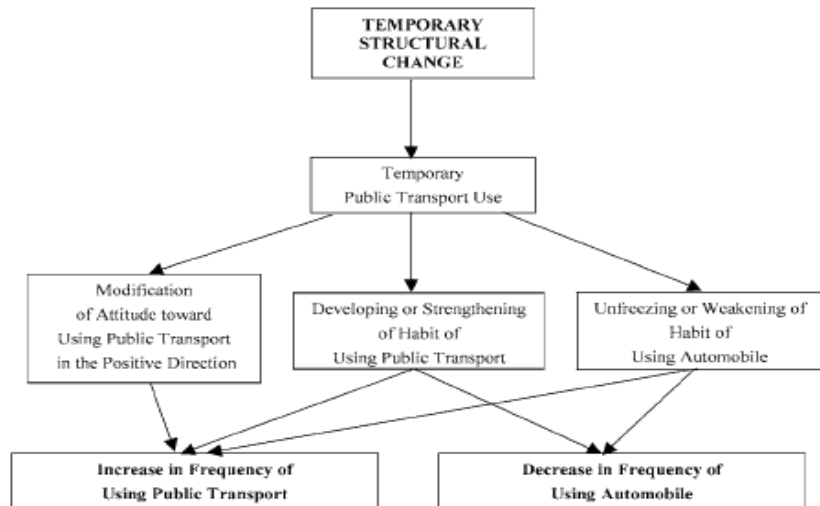 TEMPORARY
STRUCTURAL
CHANGE
Temporary
Public Transport Use
Modification
of Attitude toward
Using Public Transport
in the Positive Direction
Developing or Strengthening
of Habit of
Using Public Transport
Unfreezing or Weakening of
Habit of
Using Automobile
Increase in Frequency of
Using Public Transport
Decrease in Frequency of
Using Automobile